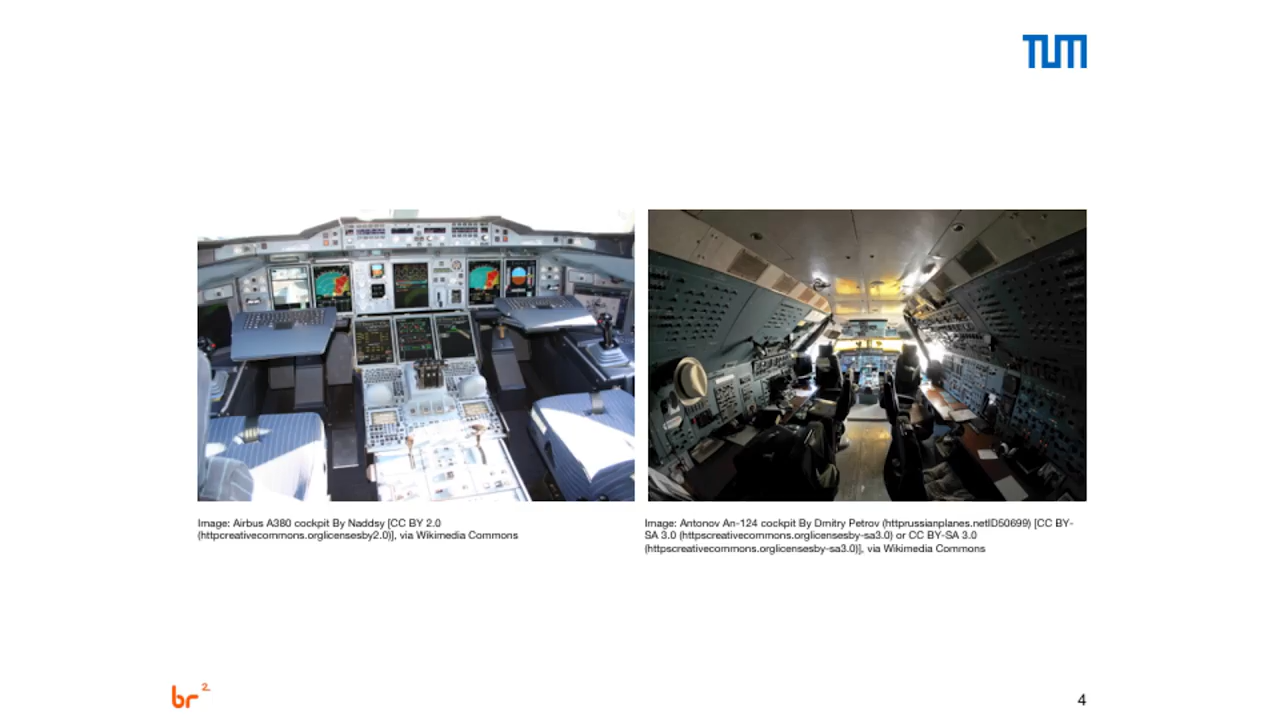 TUM
Image: Airbus A380 cockpit By Naddsy [CC BY 2.0
(httpcreativecommons.orglicensesby2.0)], via Wikimedia Commons
Image: Antonov An-124 cockpit By Dmitry Petrov (httprussianplanes.netID50699) [CC BY-
SA 3.0 (httpscreativecommons.orglicensesby-sa3.0) or CC BY-SA 3.0
(httpscreativecommons.orglicensesby-sa3.0)], via Wikimedia Commons
br2
4